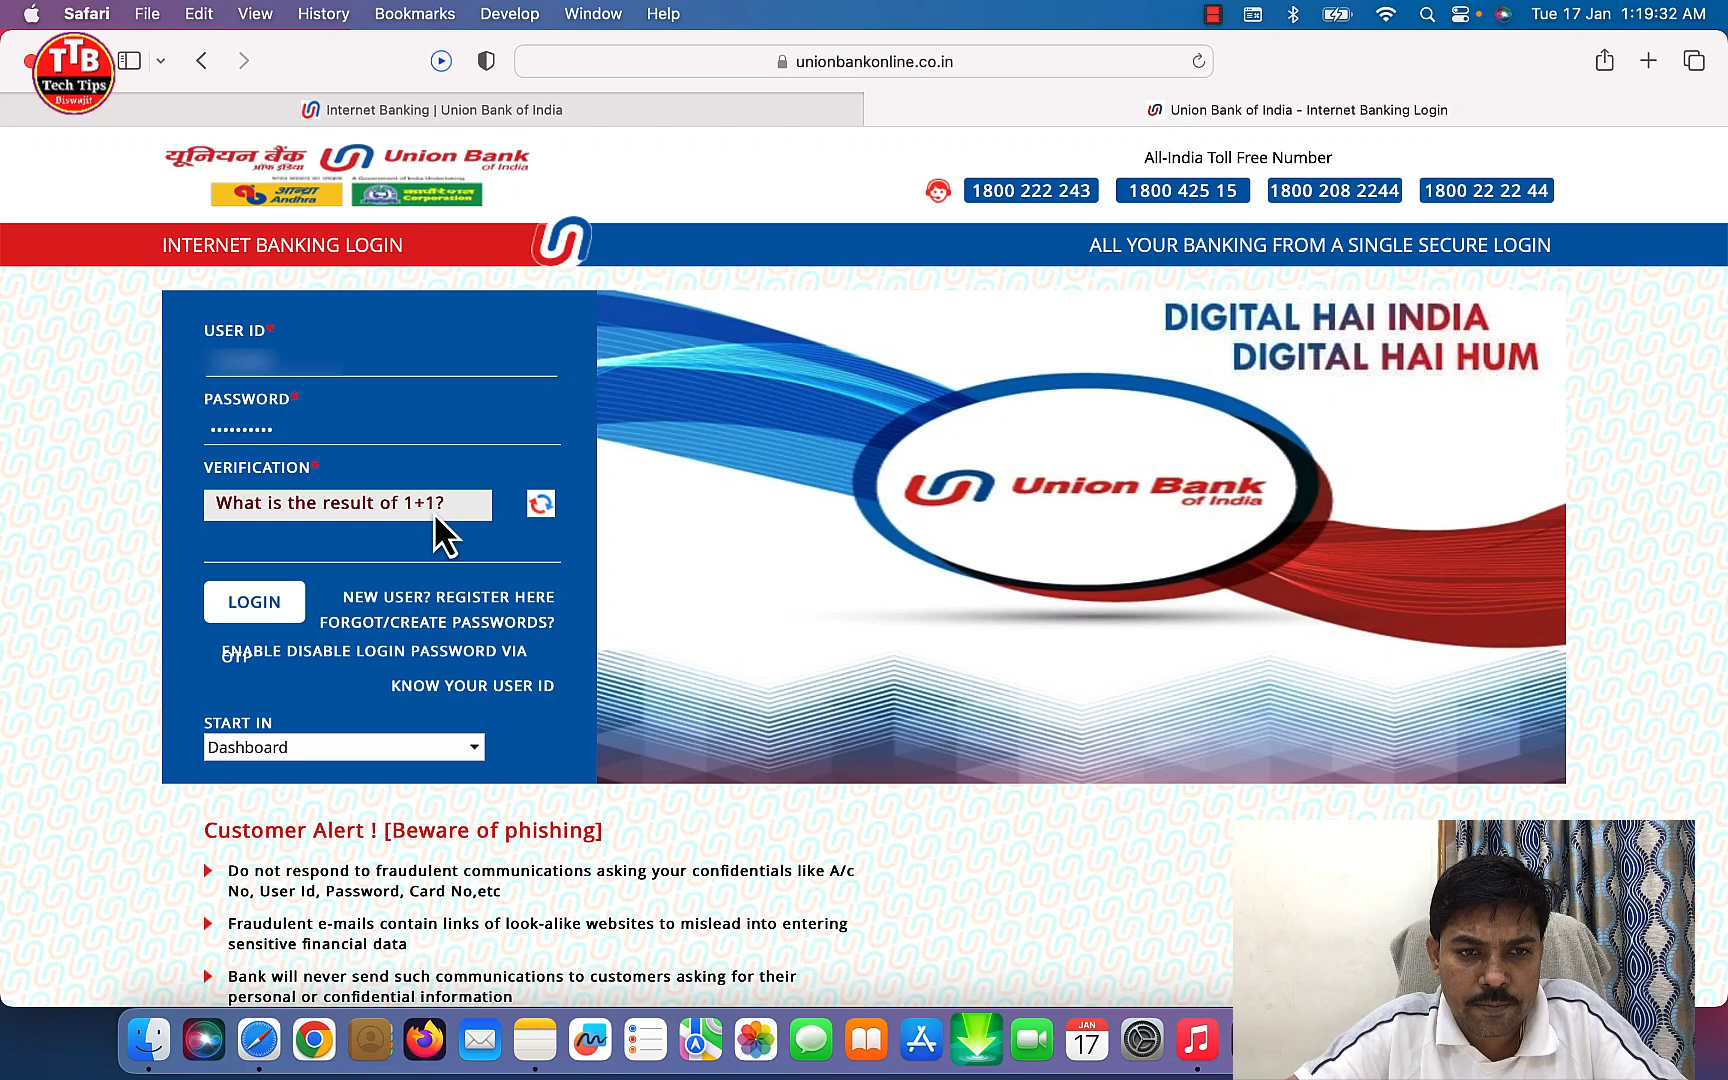 Safari File Edit View History Bookmarks Develop Window Help
Tue 17 Jan 1:19:32 AM
TTB
Tech Tips
Biswajit
unionbankonline.co.in
Internet Banking | Union Bank of India
Union Bank of India - Internet Banking Login
यूनियन बैंक
ऑफ इंडिया
Union Bank
of India
आन्ध्रा
Andhra
कार्पोरेशन
Corporation
All-India Toll Free Number
1800 222 243 1800 425 15 1800 208 2244 1800 22 22 44
INTERNET BANKING LOGIN
ALL YOUR BANKING FROM A SINGLE SECURE LOGIN
USER ID*
PASSWORD*
VERIFICATION*
What is the result of 1+1?
LOGIN
NEW USER? REGISTER HERE
FORGOT/CREATE PASSWORDS?
ENABLE DISABLE LOGIN PASSWORD VIA
OTP
KNOW YOUR USER ID
START IN
Dashboard
DIGITAL HAI INDIA
DIGITAL HAI HUM
Union Bank
of India
Customer Alert ! [Beware of phishing]
Do not respond to fraudulent communications asking your confidentials like A/c
No, User Id, Password, Card No,etc
Fraudulent e-mails contain links of look-alike websites to mislead into entering
sensitive financial data
Bank will never send such communications to customers asking for their
personal or confidential information
JAN
17